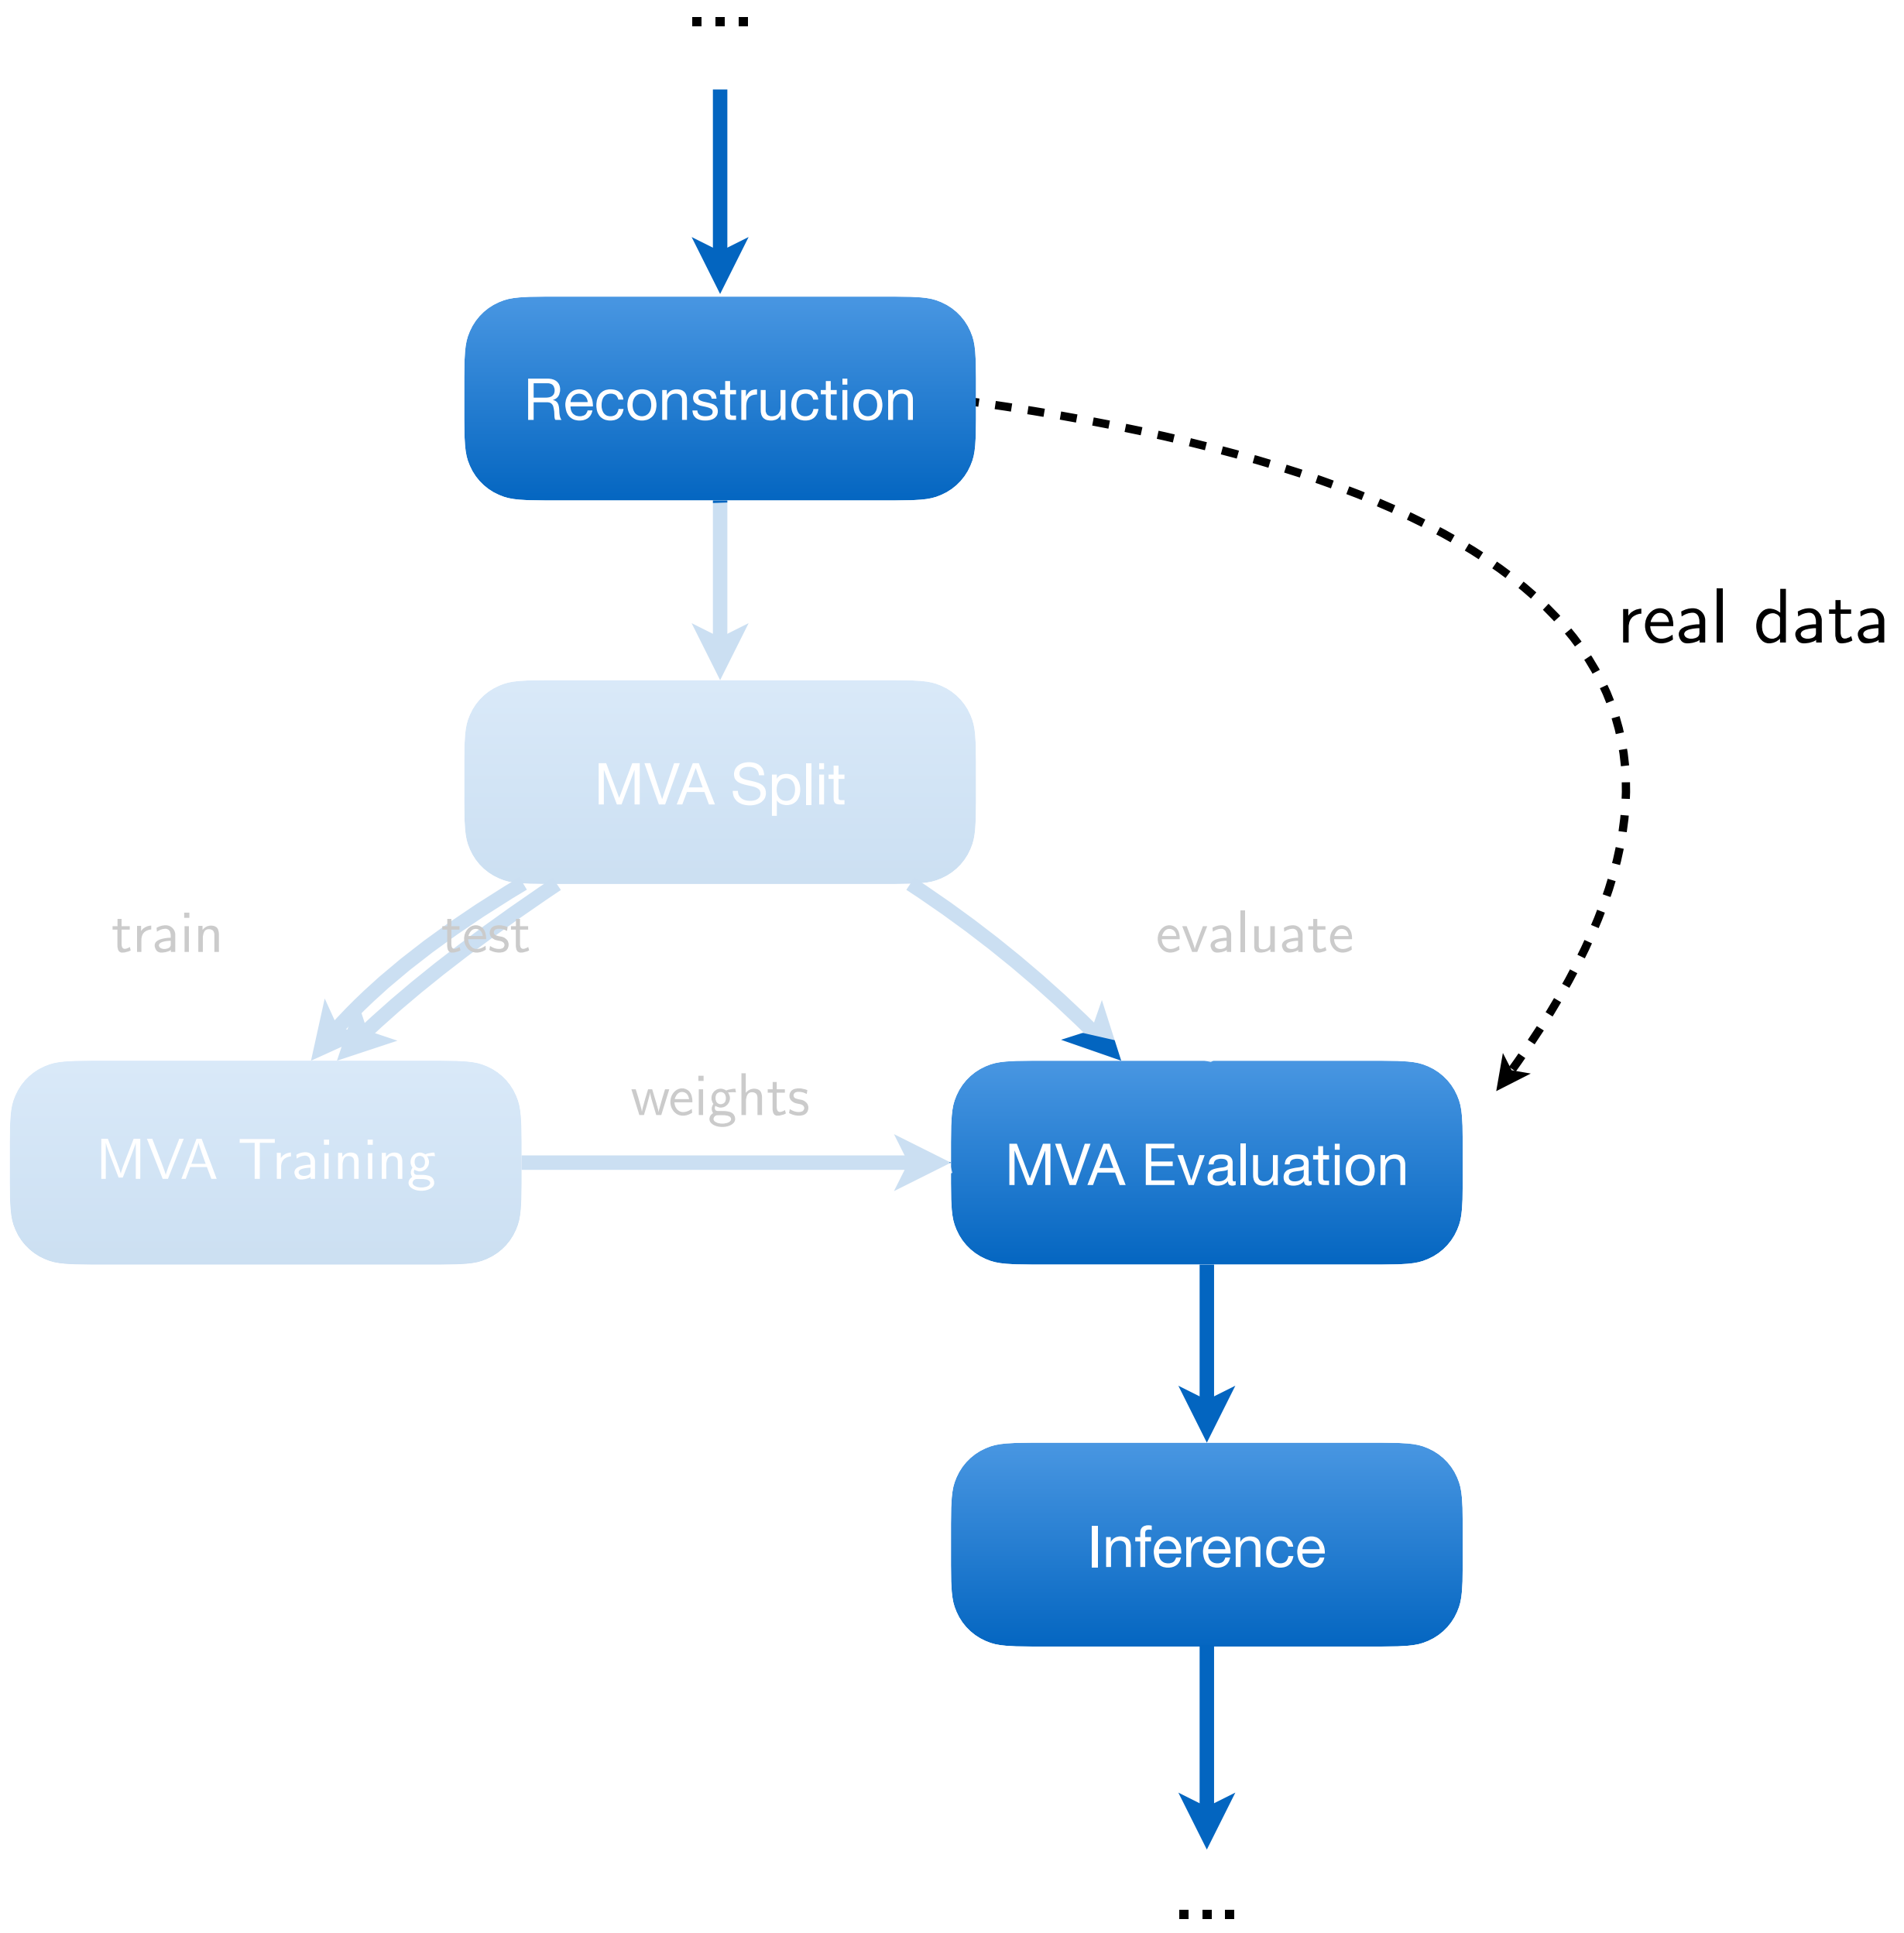 ...
Reconstruction
real data
MVA Split
train
test
evaluate
weights
MVA Training
MVA Evaluation
Inference
...